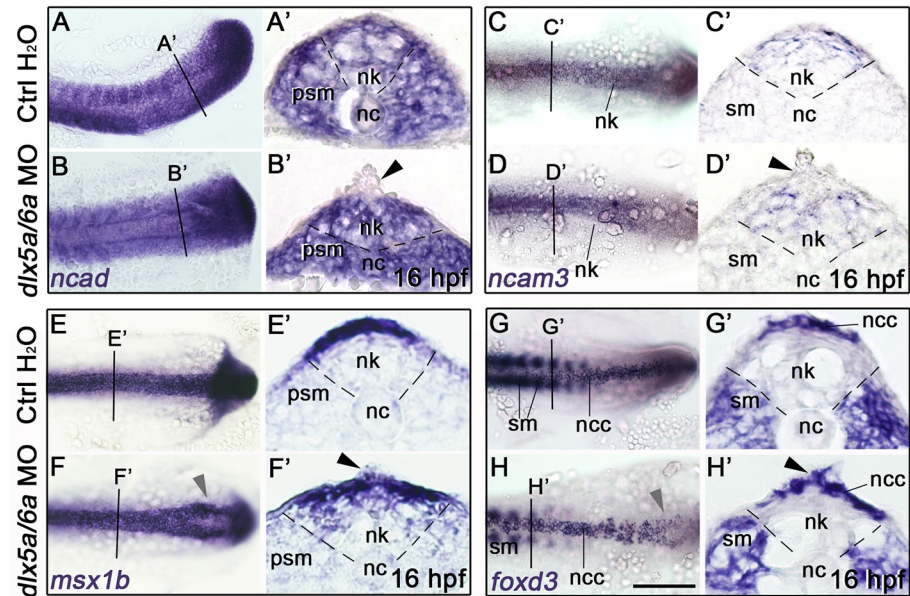 Ctrl H₂O
dlx5a/6a MO
A
A'
A'
psm
nk
nc
B
B'
ncad
B'
psm
nk
nc
16 hpf
C
C'
nk
C'
sm
nk
nc
D
D'
nk
ncam3
D'
sm
nk
nc
16 hpf
Ctrl H₂O
dlx5a/6a MO
E
E'
E'
psm
nk
nc
F
F'
msx1b
F'
psm
nk
nc
16 hpf
G
G'
sm
ncc
G'
ncc
nk
sm
nc
H
H'
sm
ncc
foxd3
H'
ncc
nk
sm
nc
16 hpf